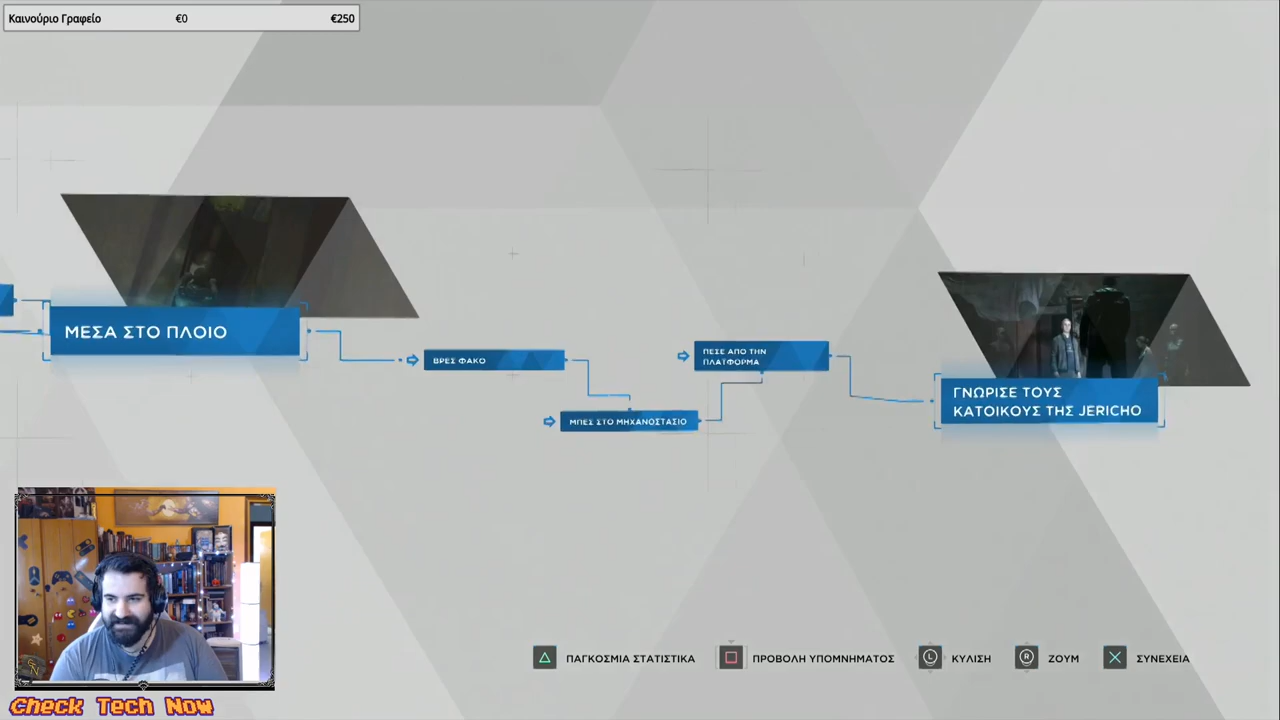 Καινούριο Γραφείο €0 €250
ΜΕΣΑ ΣΤΟ ΠΛΟΙΟ
ΒΡΕΣ ΦΑΚΟ
ΜΠΕΣ ΣΤΟ ΜΗΧΑΝΟΣΤΑΣΙΟ
ΠΕΣΕ ΑΠΟ ΤΗΝ
ΠΛΑΤΦΟΡΜΑ
ΓΝΩΡΙΣΕ ΤΟΥΣ
ΚΑΤΟΙΚΟΥΣ ΤΗΣ JERICHO
ΠΑΓΚΟΣΜΙΑ ΣΤΑΤΙΣΤΙΚΑ ΠΡΟΒΟΛΗ ΥΠΟΜΝΗΜΑΤΟΣ L ΚΥΛΙΣΗ R ΖΟΥΜ ΣΥΝΕΧΕΙΑ
Check Tech Now